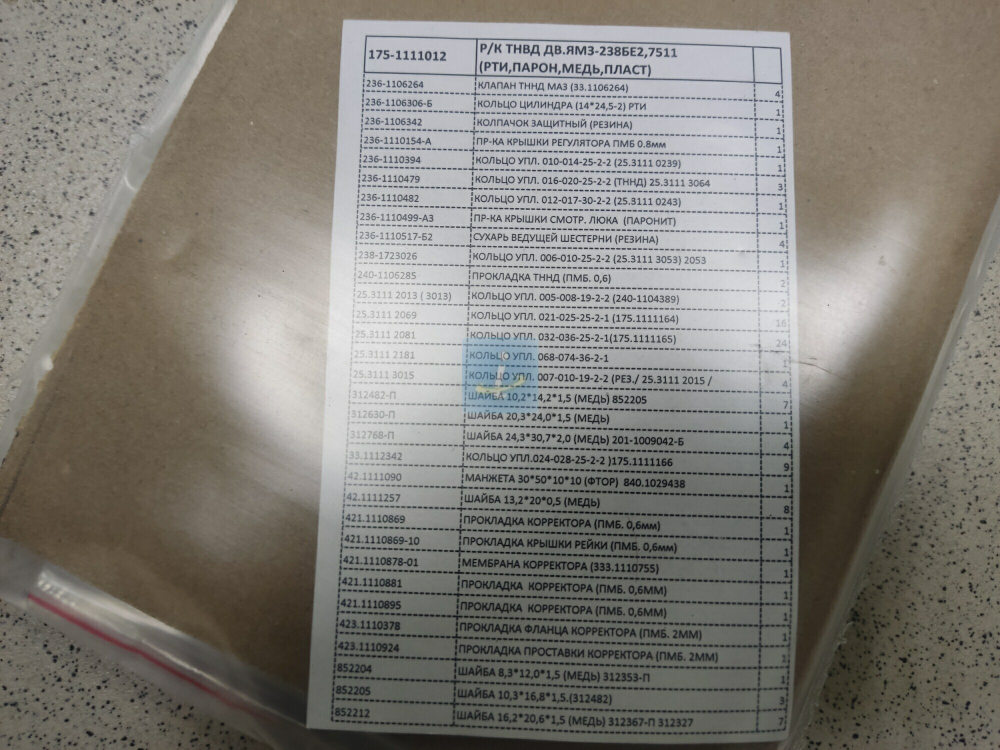 175-1111012 Р/К ТНВД ДВ.ЯМЗ-238БЕ2,7511
(РТИ,ПАРОН,МЕДЬ,ПЛАСТ)
236-1106264 КЛАПАН ТННД МАЗ (33.1106264) 4
236-1106306-Б КОЛЬЦО ЦИЛИНДРА (14*24,5-2) РТИ 1
236-1106342 КОЛПАЧОК ЗАЩИТНЫЙ (РЕЗИНА) 1
236-1110154-А ПР-КА КРЫШКИ РЕГУЛЯТОРА ПМБ 0.8мм 1
236-1110394 КОЛЬЦО УПЛ. 010-014-25-2-2 (25.3111 0239) 1
236-1110479 КОЛЬЦО УПЛ. 016-020-25-2-2 (ТННД) 25.3111 3064 3
236-1110482 КОЛЬЦО УПЛ. 012-017-30-2-2 (25.3111 0243) 1
236-1110499-А3 ПР-КА КРЫШКИ СМОТР. ЛЮКА (ПАРОНИТ) 1
236-1110517-Б2 СУХАРЬ ВЕДУЩЕЙ ШЕСТЕРНИ (РЕЗИНА) 4
238-1723026 КОЛЬЦО УПЛ. 006-010-25-2-2 (25.3111 3053) 2053 1
240-1106285 ПРОКЛАДКА ТННД (ПМБ. 0,6) 2
25.3111 2013 ( 3013) КОЛЬЦО УПЛ. 005-008-19-2-2 (240-1104389) 2
25.3111 2069 КОЛЬЦО УПЛ. 021-025-25-2-1 (175.1111164) 16
25.3111 2081 КОЛЬЦО УПЛ. 032-036-25-2-1(175.1111165) 24
25.3111 2181 КОЛЬЦО УПЛ. 068-074-36-2-1 1
25.3111 3015 КОЛЬЦО УПЛ. 007-010-19-2-2 (РЕЗ./ 25.3111 2015 / 4
312482-П ШАЙБА 10,2*14,2*1,5 (МЕДЬ) 852205 7
312630-П ШАЙБА 20,3*24,0*1,5 (МЕДЬ) 1
312768-П ШАЙБА 24,3*30,7*2,0 (МЕДЬ) 201-1009042-Б 4
33.1112342 КОЛЬЦО УПЛ.024-028-25-2-2 )175.1111166 9
42.1111090 МАНЖЕТА 30*50*10*10 (ФТОР) 840.1029438 1
42.1111257 ШАЙБА 13,2*20*0,5 (МЕДЬ) 8
421.1110869 ПРОКЛАДКА КОРРЕКТОРА (ПМБ. 0,6мм) 1
421.1110869-10 ПРОКЛАДКА КРЫШКИ РЕЙКИ (ПМБ. 0,6мм) 1
421.1110878-01 МЕМБРАНА КОРРЕКТОРА (333.1110755) 1
421.1110881 ПРОКЛАДКА КОРРЕКТОРА (ПМБ. 0,6ММ) 1
421.1110895 ПРОКЛАДКА КОРРЕКТОРА (ПМБ. 0,6ММ) 1
423.1110378 ПРОКЛАДКА ФЛАНЦА КОРРЕКТОРА (ПМБ. 2ММ) 1
423.1110924 ПРОКЛАДКА ПРОСТАВКИ КОРРЕКТОРА (ПМБ. 2ММ) 1
852204 ШАЙБА 8,3*12,0*1,5 (МЕДЬ) 312353-П 1
852205 ШАЙБА 10,3*16,8*1,5.(312482) 3
852212 ШАЙБА 16,2*20,6*1,5 (МЕДЬ) 312367-П 312327 7